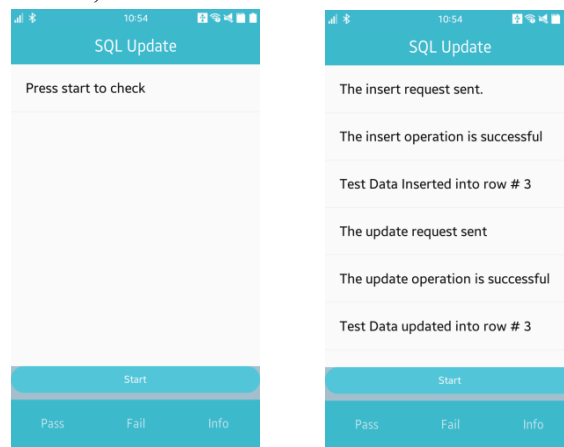 10:54
SQL Update
Press start to check
Start
Pass Fail Info
10:54
SQL Update
The insert request sent.
The insert operation is successful
Test Data Inserted into row # 3
The update request sent
The update operation is successful
Test Data updated into row # 3
Start
Pass Fail Info